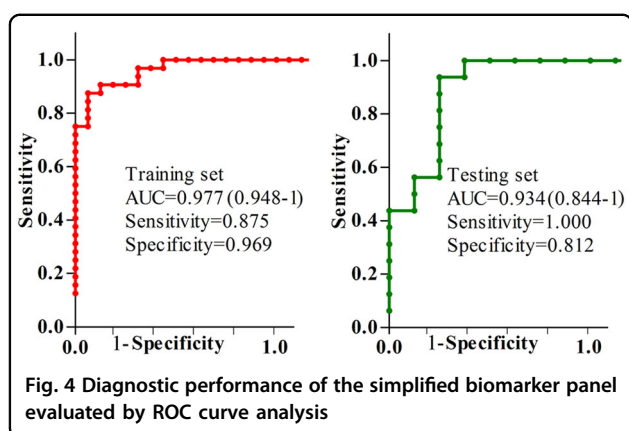 1.0
0.8
0.6
0.4
0.2
0.0
Sensitivity
Training set
AUC=0.977(0.948-1)
Sensitivity=0.875
Specificity=0.969
0.0
1-Specificity
1.0
1.0
0.8
0.6
0.4
0.2
0.0
Sensitivity
Testing set
AUC=0.934(0.844-1)
Sensitivity=1.000
Specificity=0.812
0.0
1-Specificity
1.0
Fig. 4 Diagnostic performance of the simplified biomarker panel
evaluated by ROC curve analysis